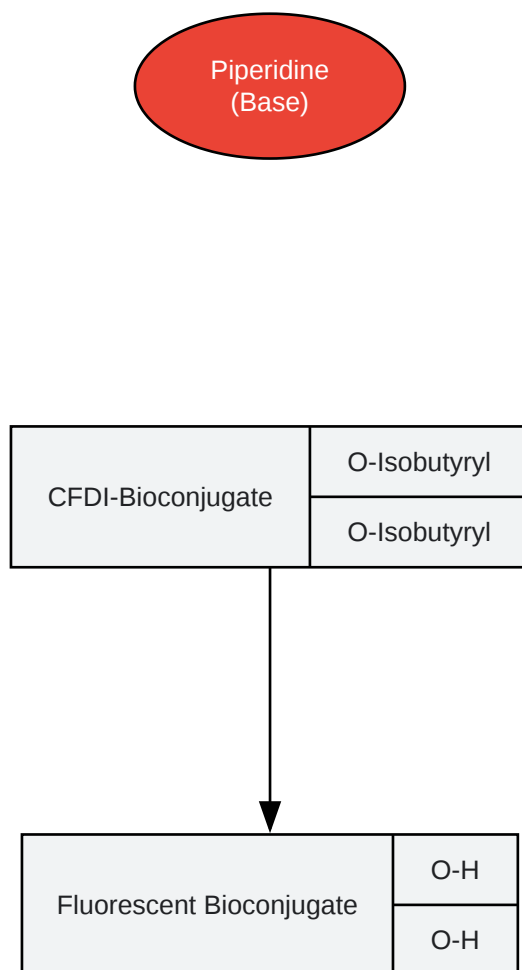 Piperidine
(Base)
CFDI-Bioconjugate
O-Isobutyryl
O-Isobutyryl
Fluorescent Bioconjugate
O-H
O-H